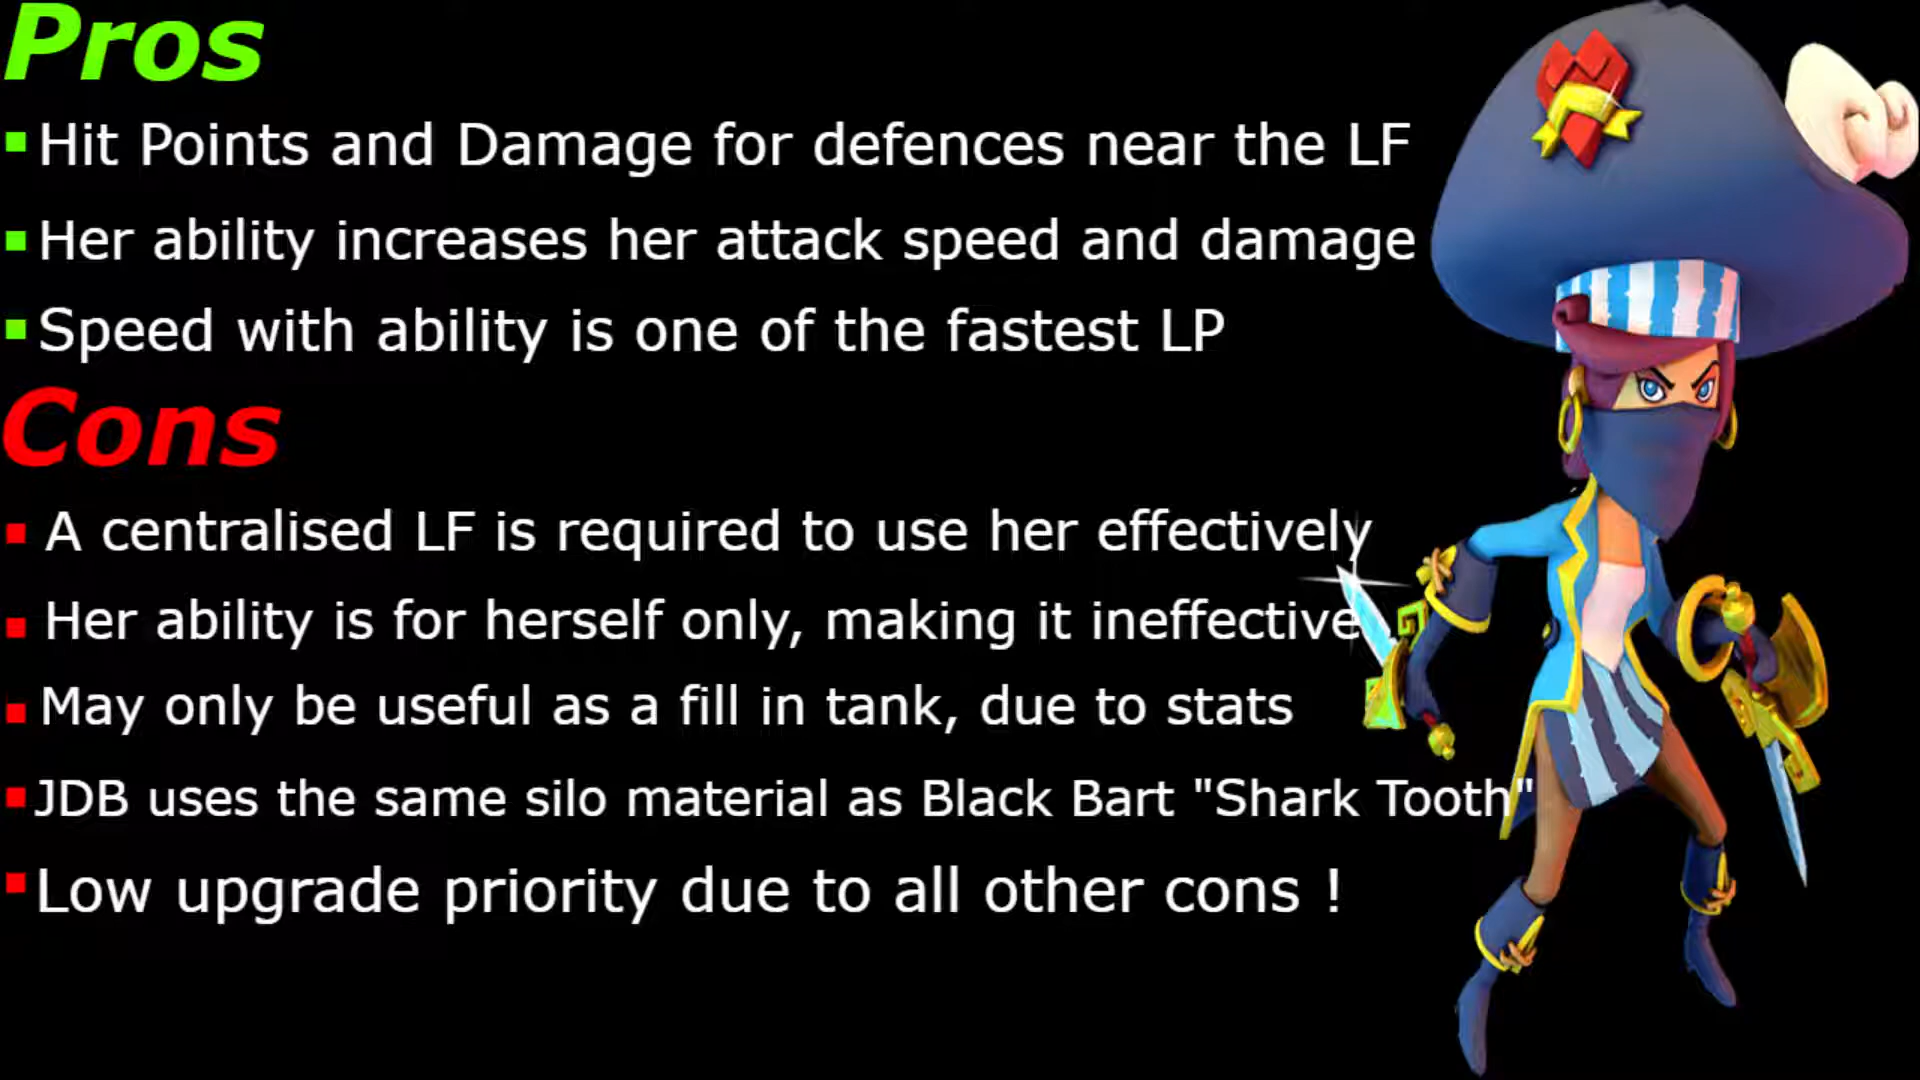 Pros
Hit Points and Damage for defences near the LF
Her ability increases her attack speed and damage
Speed with ability is one of the fastest LP
Cons
A centralised LF is required to use her effectively
Her ability is for herself only, making it ineffective
May only be useful as a fill in tank, due to stats
JDB uses the same silo material as Black Bart "Shark Tooth"
Low upgrade priority due to all other cons !